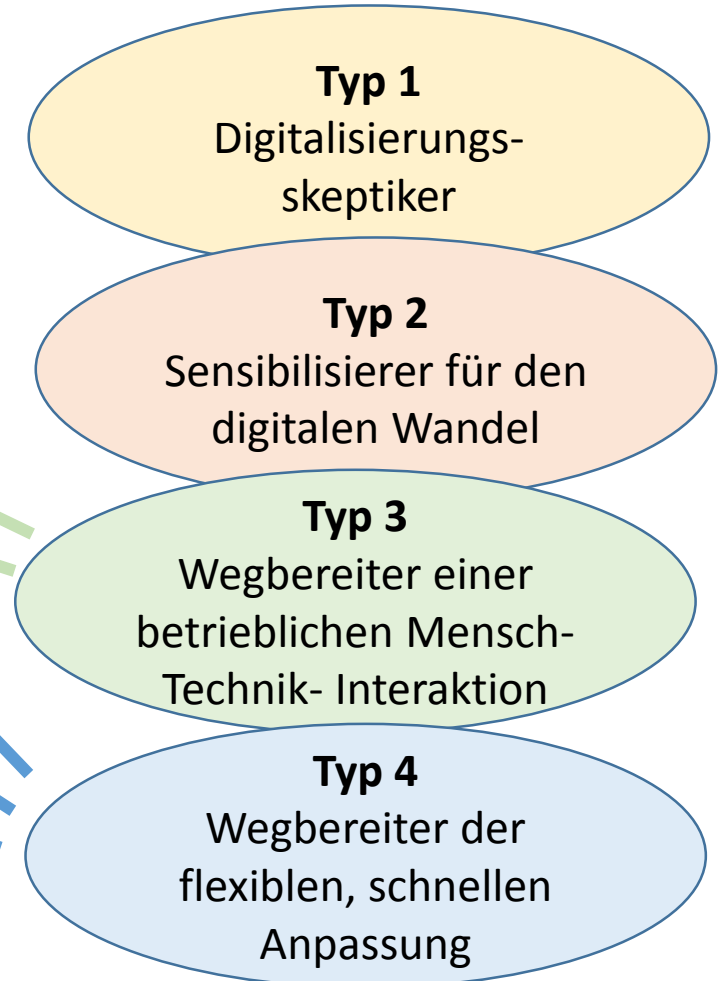 Typ 1
Digitalisierungs-
skeptiker
Typ 2
Sensibilisierer für den
digitalen Wandel
Typ 3
Wegbereiter einer
betrieblichen Mensch-
Technik- Interaktion
Typ 4
Wegbereiter der
flexiblen, schnellen
Anpassung